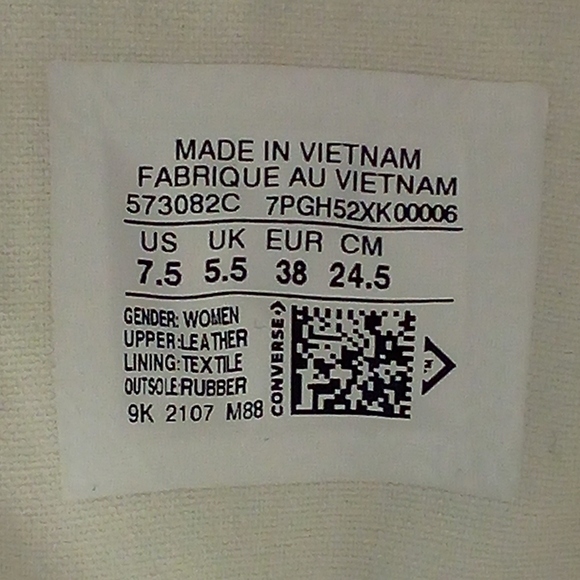 MADE IN VIETNAM
FABRIQUE AU VIETNAM
573082C 7PGH52XK00006
US UK EUR CM
7.5 5.5 38 24.5
GENDER: WOMEN
UPPER:LEATHER
LINING:TEXTILE
OUTSOLE:RUBBER
9K 2107 M88
CONVERSE